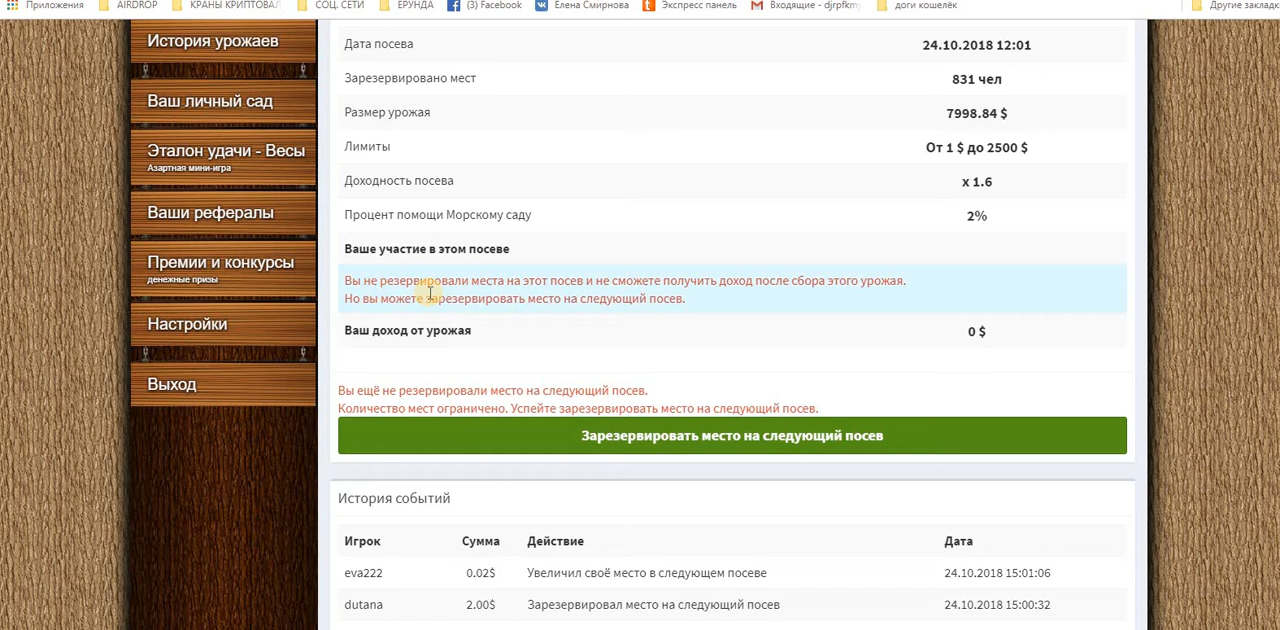 Приложения
AIRDROP
КРАНЫ КРИПТОВАЛ
СОЦ. СЕТИ
ЕРУНДА
(3) Facebook
Елена Смирнова
Экспресс панель
Входящие - djrpfkm
доги кошелёк
Другие заклад
История урожаев
Ваш личный сад
Эталон удачи - Весы
Азартная мини-игра
Ваши рефералы
Премии и конкурсы
денежные призы
Настройки
Выход
Дата посева 24.10.2018 12:01
Зарезервировано мест 831 чел
Размер урожая 7998.84 $
Лимиты От 1 $ до 2500 $
Доходность посева x 1.6
Процент помощи Морскому саду 2%
Ваше участие в этом посеве
Вы не резервировали места на этот посев и не сможете получить доход после сбора этого урожая.
Но вы можете зарезервировать место на следующий посев.
Ваш доход от урожая 0 $
Вы ещё не резервировали место на следующий посев.
Количество мест ограничено. Успейте зарезервировать место на следующий посев.
Зарезервировать место на следующий посев
История событий
Игрок Сумма Действие Дата
eva222 0.02$ Увеличил своё место в следующем посеве 24.10.2018 15:01:06
dutana 2.00$ Зарезервировал место на следующий посев 24.10.2018 15:00:32